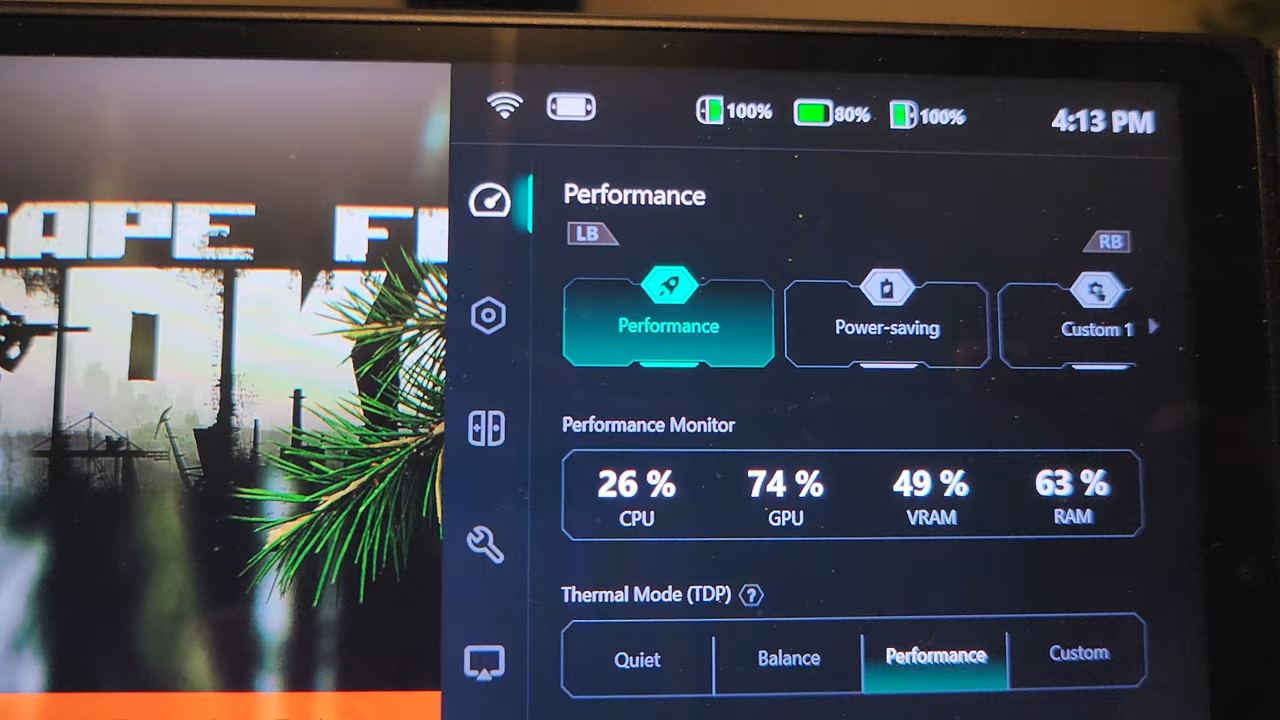 100% 80% 100% 4:13 PM
Performance
LB RB
Performance Power-saving Custom 1
Performance Monitor
26 % 74 % 49 % 63 %
CPU GPU VRAM RAM
Thermal Mode (TDP) ?
Quiet Balance Performance Custom
CAPE F